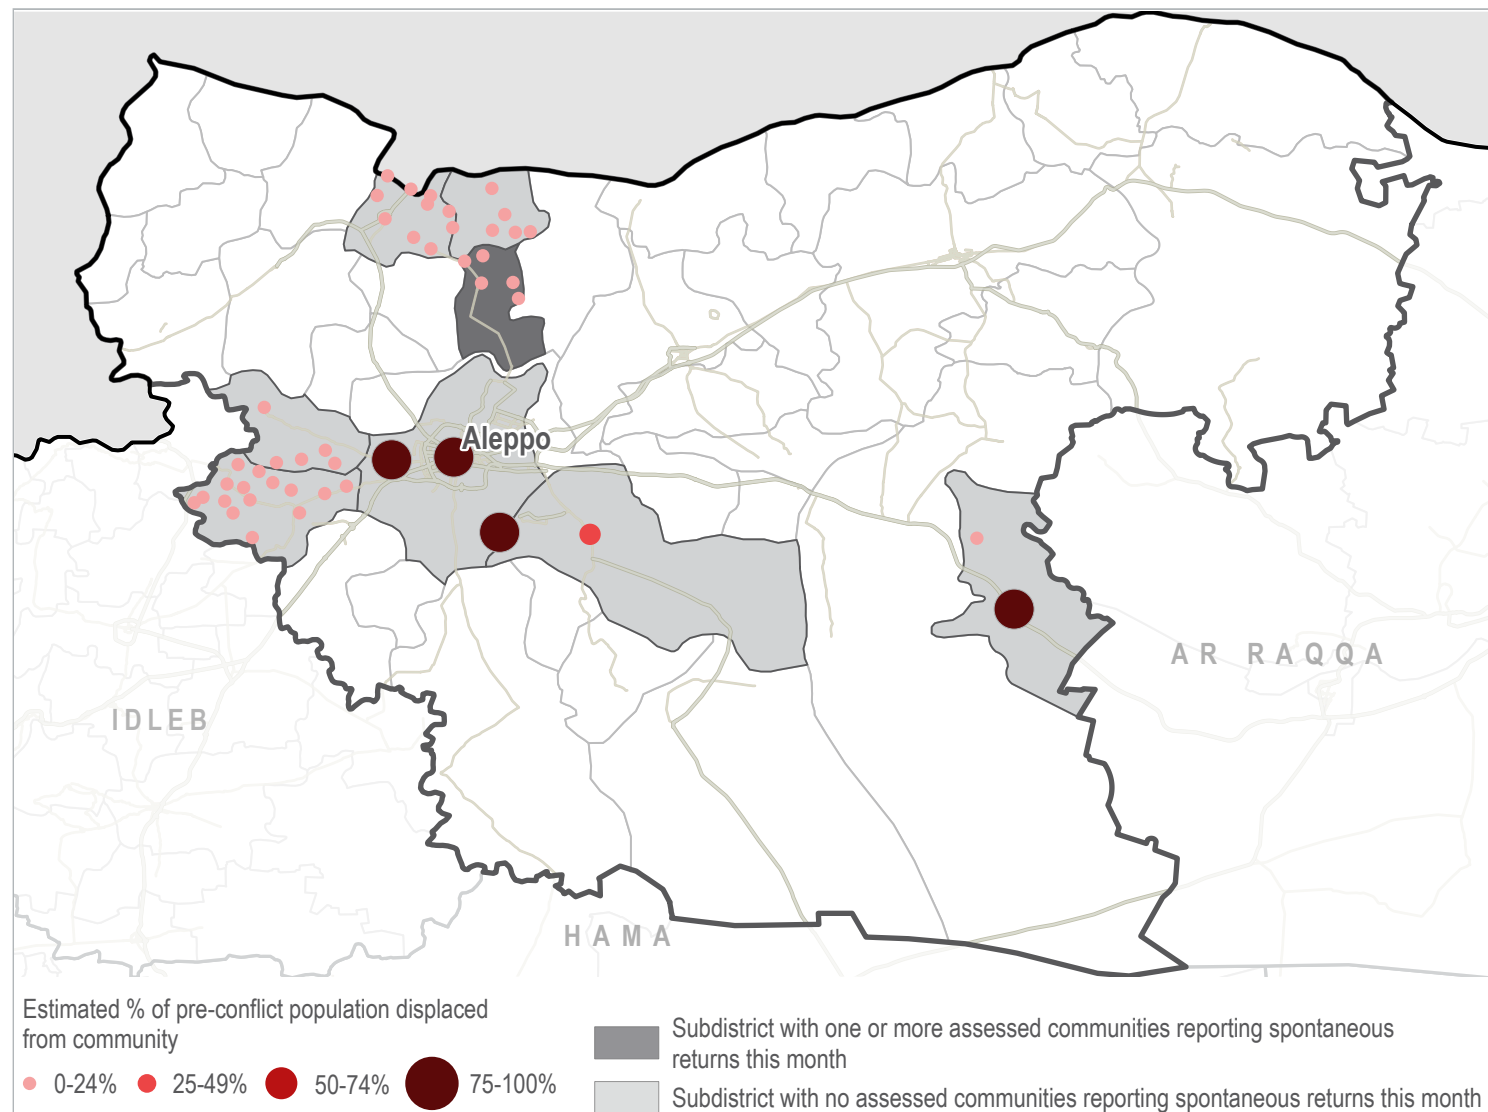 Aleppo
AR RAQQA
IDLEB
HAMA
Estimated % of pre-conflict population displaced
from community
0-24%
25-49%
50-74%
75-100%
Subdistrict with one or more assessed communities reporting spontaneous
returns this month
Subdistrict with no assessed communities reporting spontaneous returns this month